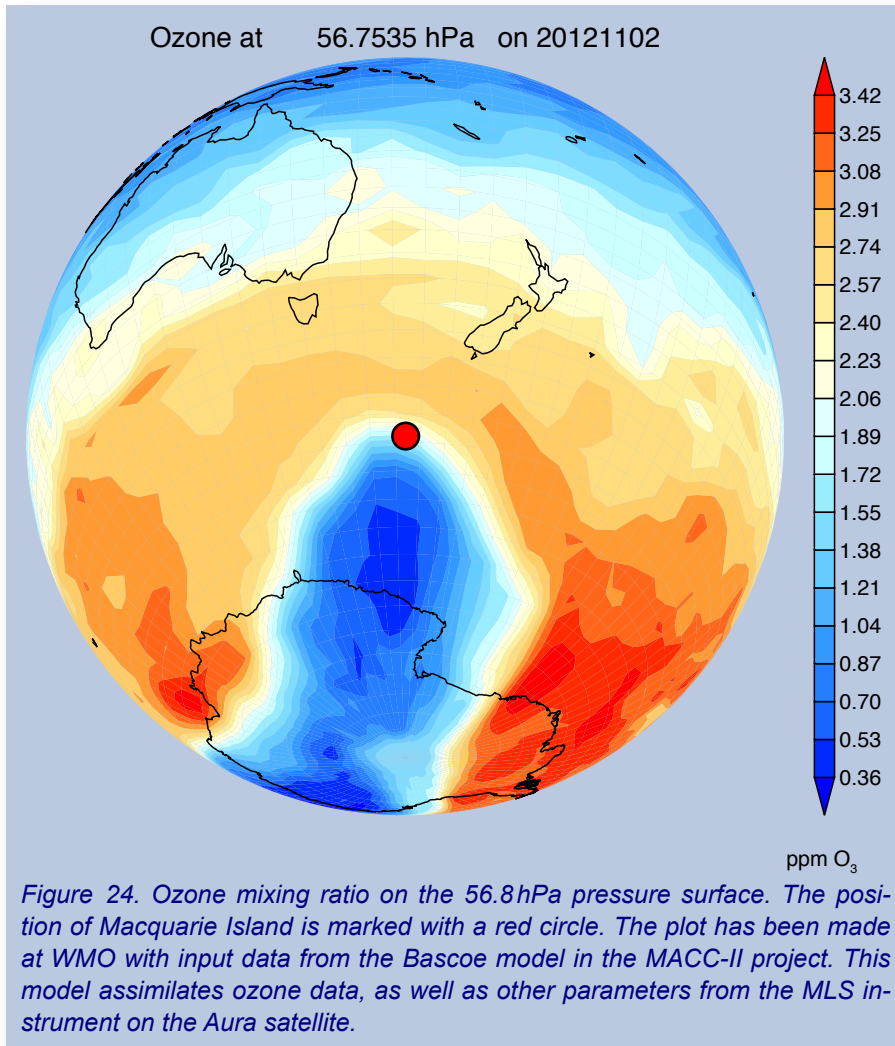 Ozone at 56.7535 hPa on 20121102
3.42
3.25
3.08
2.91
2.74
2.57
2.40
2.23
2.06
1.89
1.72
1.55
1.38
1.21
1.04
0.87
0.70
0.53
0.36
ppm O₃
Figure 24. Ozone mixing ratio on the 56.8hPa pressure surface. The posi-
tion of Macquarie Island is marked with a red circle. The plot has been made
at WMO with input data from the Bascoe model in the MACC-II project. This
model assimilates ozone data, as well as other parameters from the MLS in-
strument on the Aura satellite.